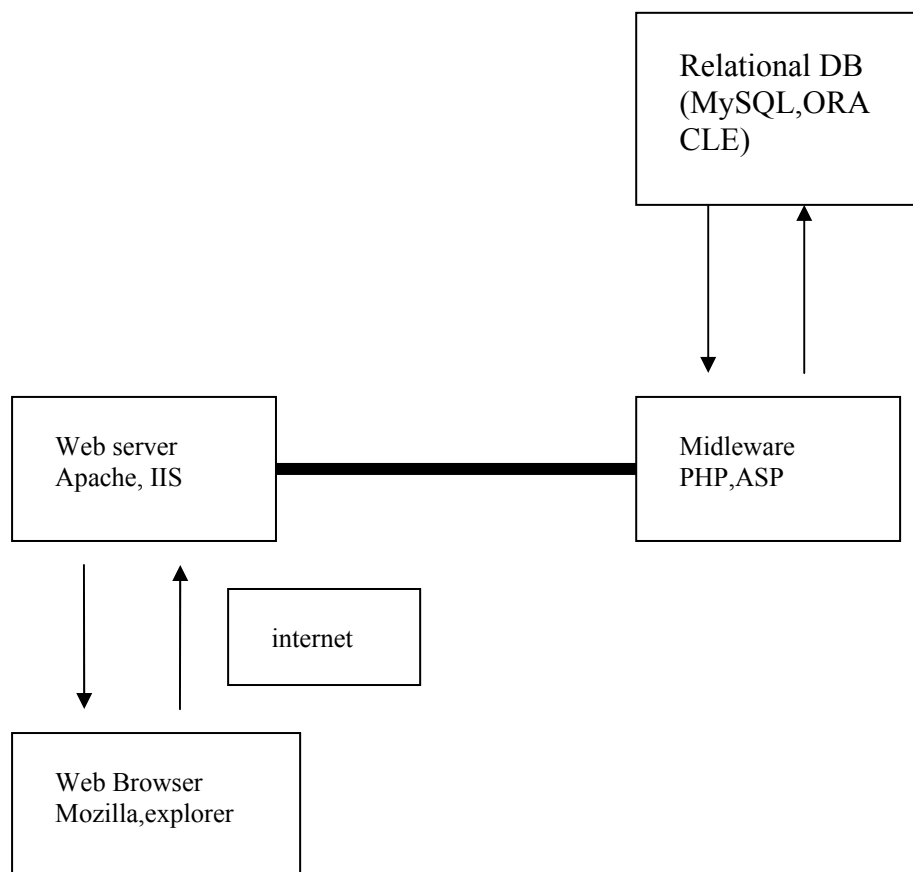 Relational DB
(MySQL,ORA
CLE)
Web server
Apache, IIS
Midleware
PHP,ASP
internet
Web Browser
Mozilla,explorer